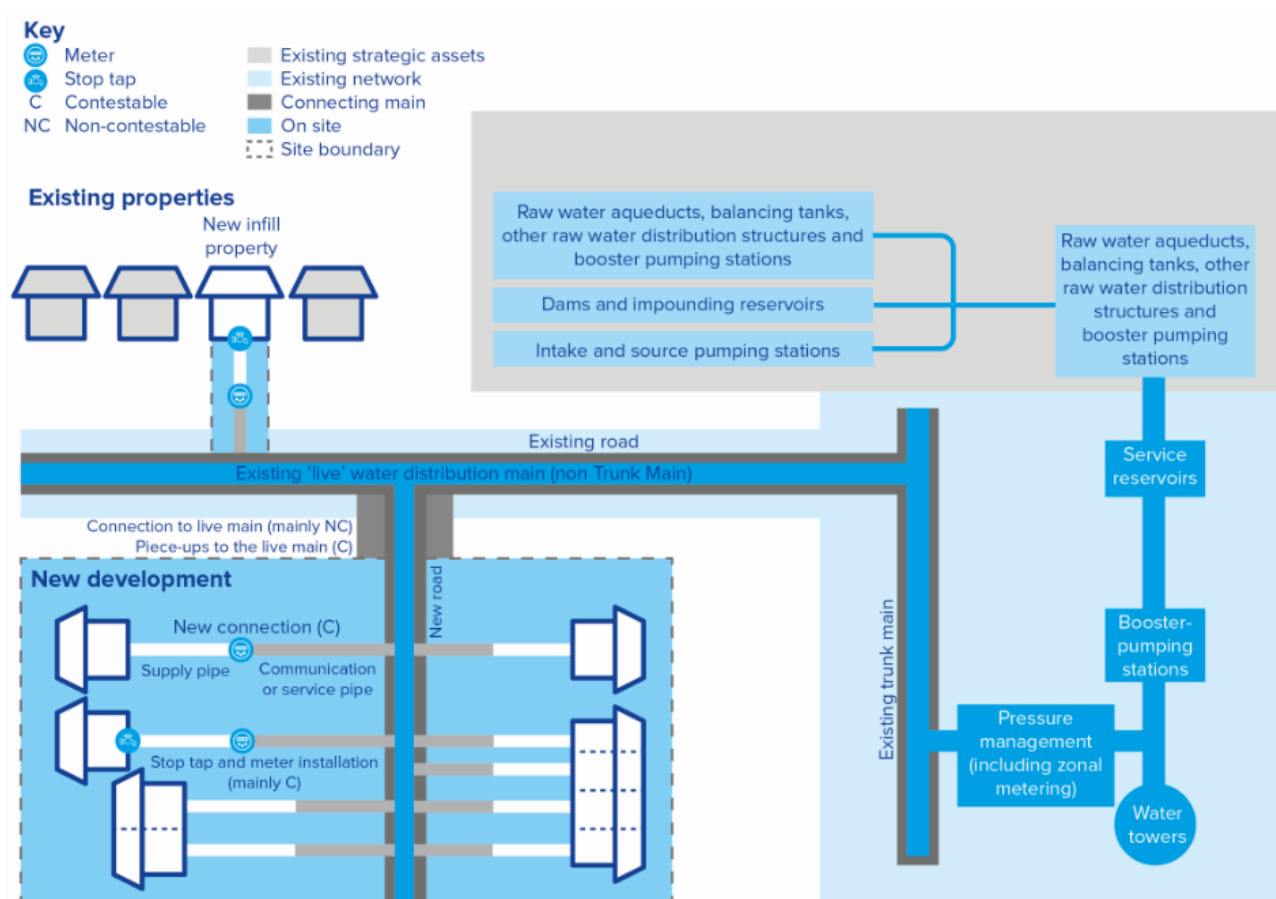 Key
Meter
Stop tap
C Contestable
NC Non-contestable
Existing strategic assets
Existing network
Connecting main
On site
Site boundary
Existing properties
New infill
property
Raw water aqueducts, balancing tanks,
other raw water distribution structures and
booster pumping stations
Dams and impounding reservoirs
Intake and source pumping stations
Raw water aqueducts,
balancing tanks, other
raw water distribution
structures and
booster pumping
stations
Existing road
Existing 'live' water distribution main (non Trunk Main)
Service
reservoirs
Connection to live main (mainly NC)
Piece-ups to the live main (C)
New development
New road
New connection (C)
Supply pipe
Communication
or service pipe
Stop tap and meter installation
(mainly C)
Existing trunk main
Booster-
pumping
stations
Pressure
management
(including zonal
metering)
Water
towers